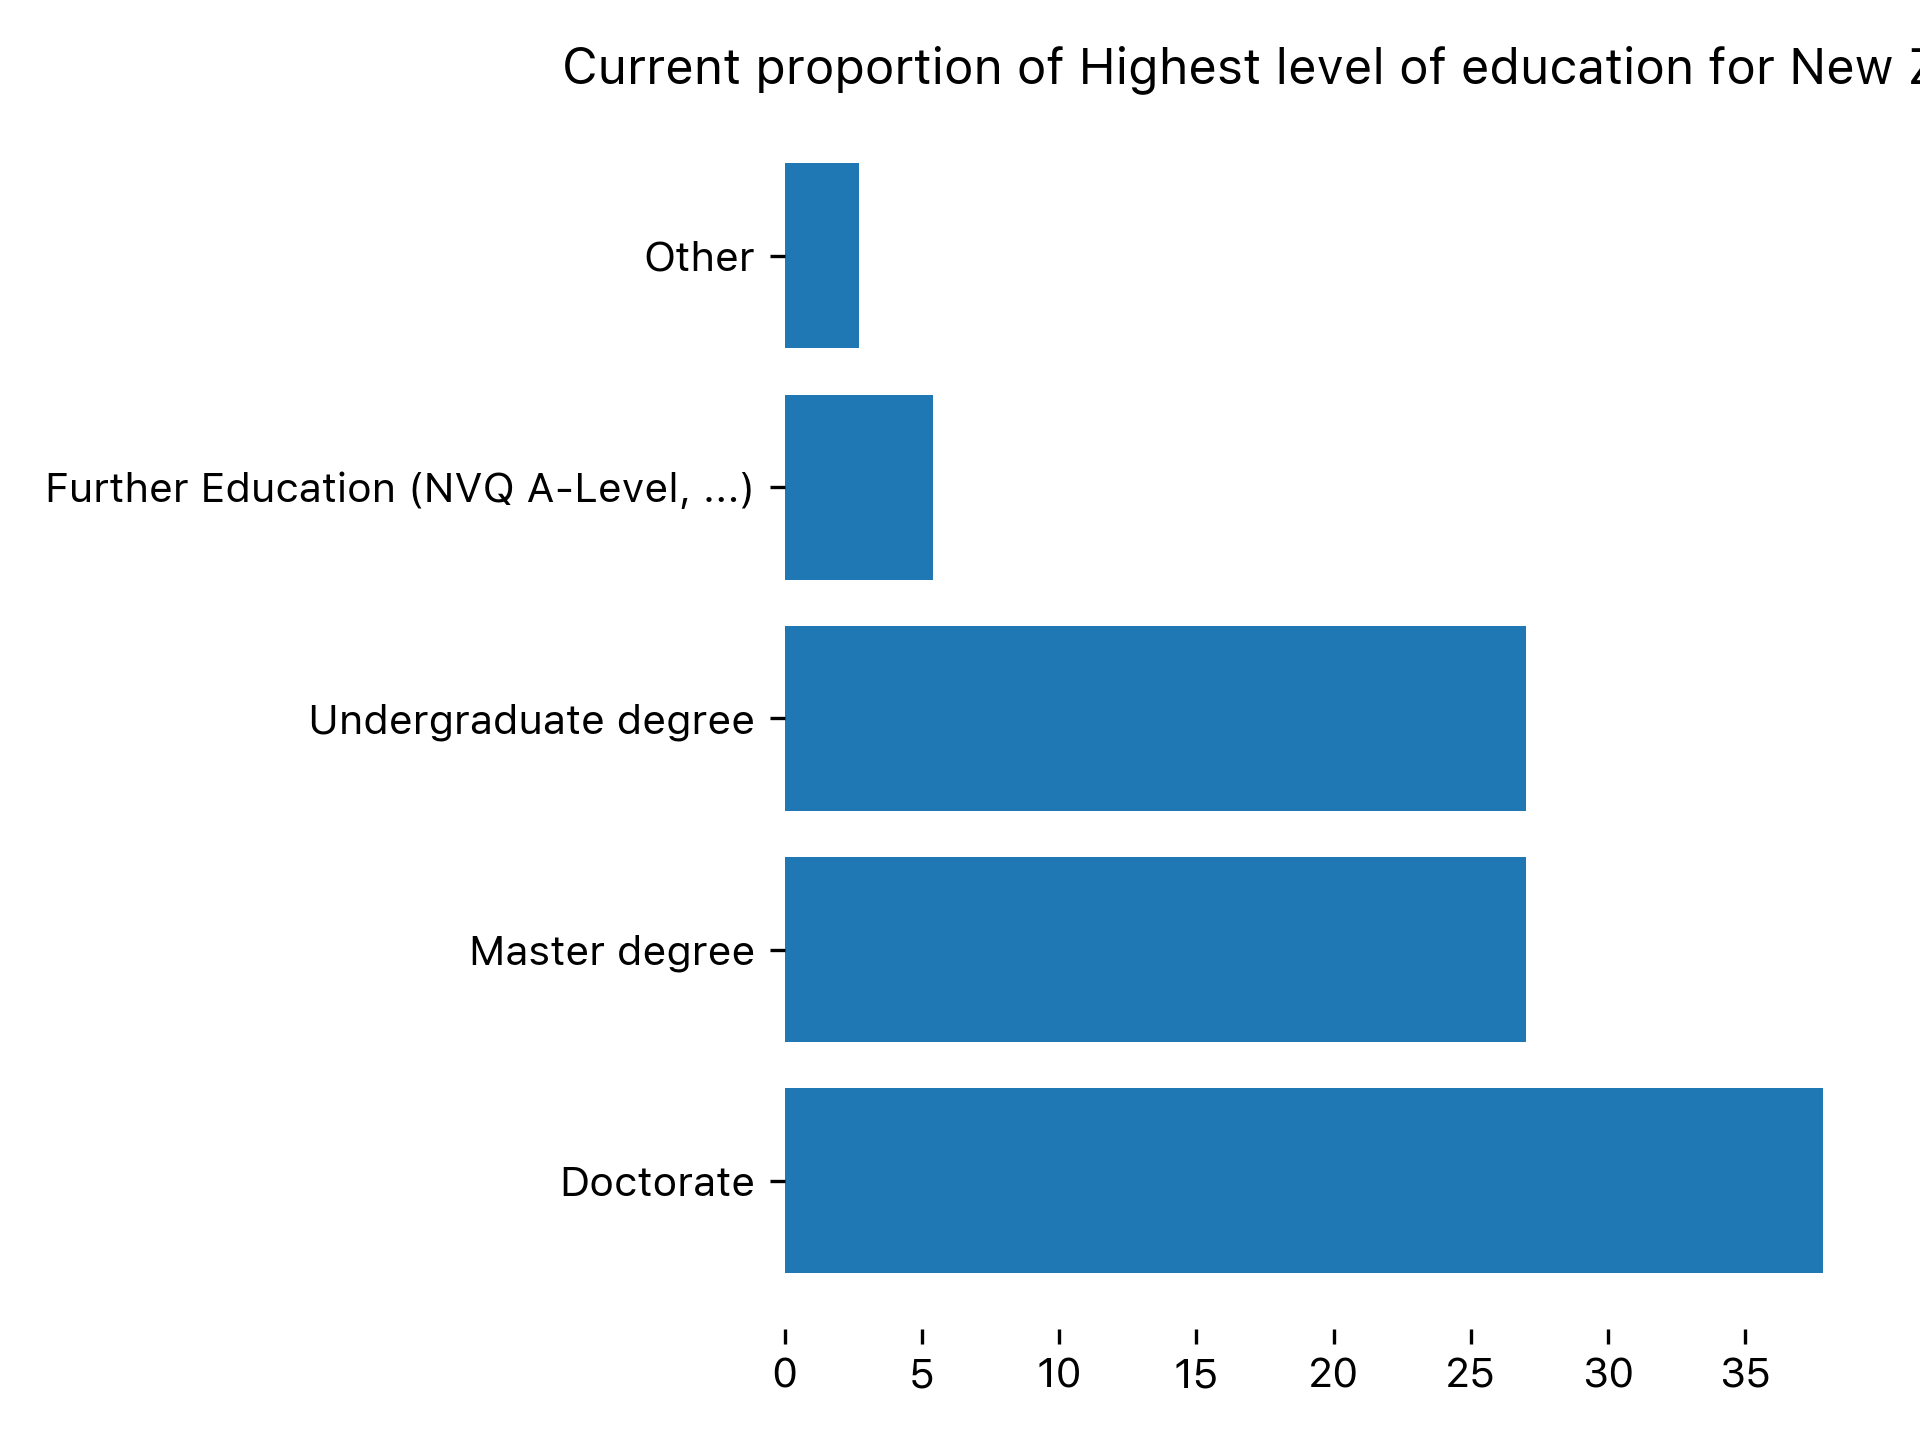 Current proportion of Highest level of education for New
Other
Further Education (NVQ A-Level, ...)
Undergraduate degree
Master degree
Doctorate
0 5 10 15 20 25 30 35